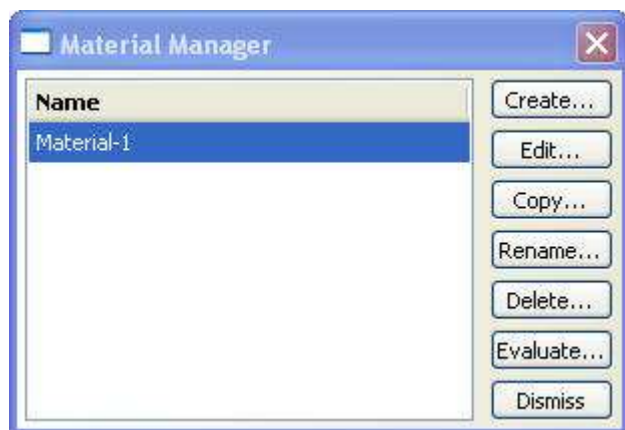 Material Manager
Name
Material-1
Create...
Edit...
Copy...
Rename...
Delete...
Evaluate...
Dismiss